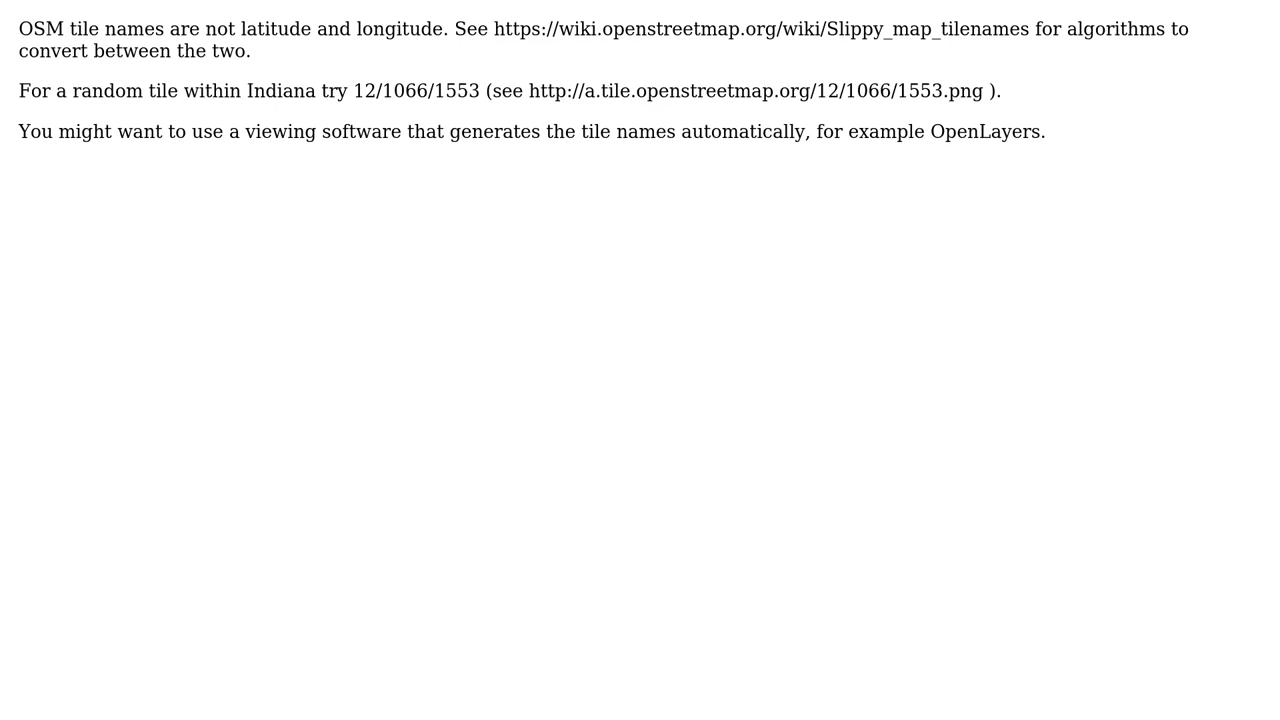 OSM tile names are not latitude and longitude. See https://wiki.openstreetmap.org/wiki/Slippy_map_tilenames for algorithms to
convert between the two.
For a random tile within Indiana try 12/1066/1553 (see http://a.tile.openstreetmap.org/12/1066/1553.png ).
You might want to use a viewing software that generates the tile names automatically, for example OpenLayers.